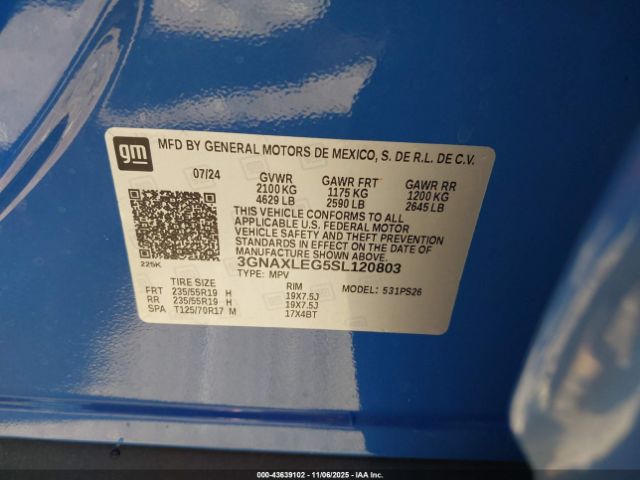 gm MFD BY GENERAL MOTORS DE MEXICO, S. DE R.L. DE C.V.
07/24 GVWR GAWR FRT GAWR RR
2100 KG 1175 KG 1200 KG
4629 LB 2590 LB 2645 LB
THIS VEHICLE CONFORMS TO ALL
APPLICABLE U.S. FEDERAL MOTOR
VEHICLE SAFETY AND THEFT PREVENTION
STANDARDS IN EFFECT ON THE DATE OF
MANUFACTURE SHOWN ABOVE.
225K 3GNAXLEG5SL120803
TYPE: MPV
TIRE SIZE RIM MODEL: 531PS26
FRT 235/55R19 H 19X7.5J
RR 235/55R19 H 19X7.5J
SPA T125/70R17 M 17X4BT
000-43639102 - 11/06/2025 - IAAI.COM